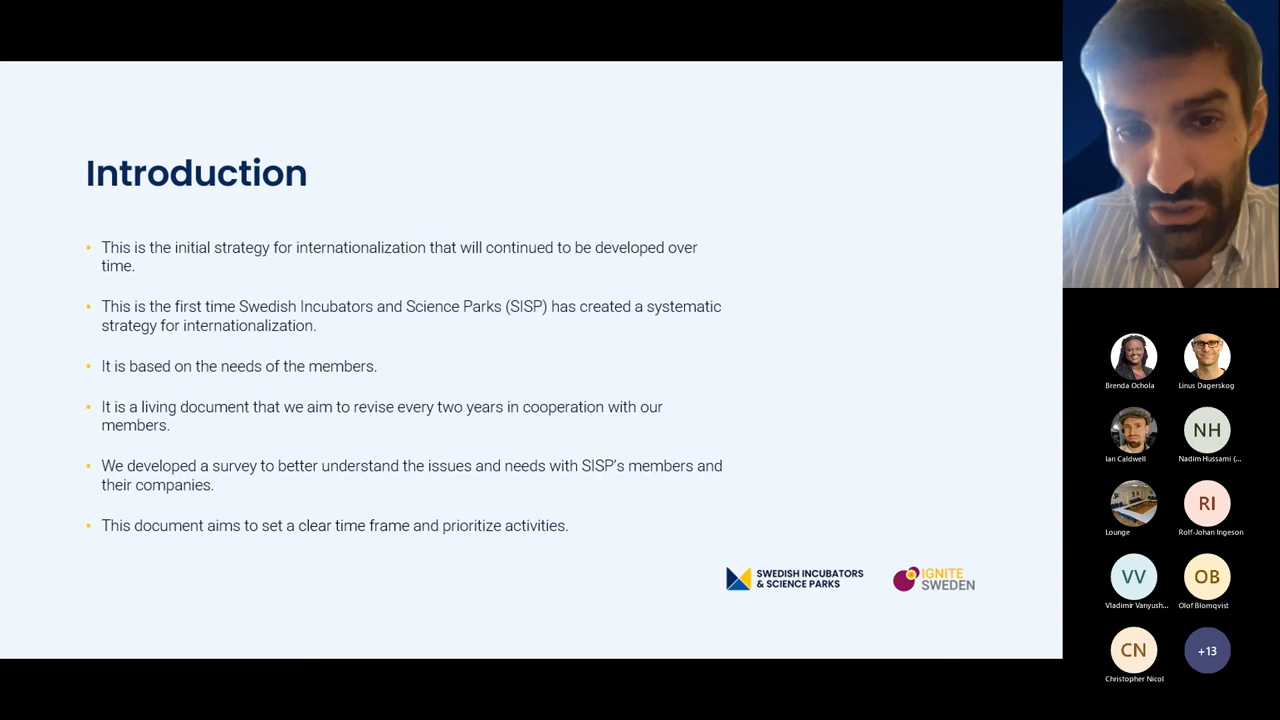 Introduction
• This is the initial strategy for internationalization that will continued to be developed over
time.
• This is the first time Swedish Incubators and Science Parks (SISP) has created a systematic
strategy for internationalization.
• It is based on the needs of the members.
• It is a living document that we aim to revise every two years in cooperation with our
members.
• We developed a survey to better understand the issues and needs with SISP's members and
their companies.
• This document aims to set a clear time frame and prioritize activities.
SWEDISH INCUBATORS
& SCIENCE PARKS
IGNITE
SWEDEN
Brenda Ochola
Linus Dagerskog
Ian Caldwell
NH
Nadim Hussami (...
Lounge
RI
Rolf-Johan Ingeson
VV
Vladimir Vanyush...
OB
Olof Blomqvist
CN
Christopher Nicol
+13